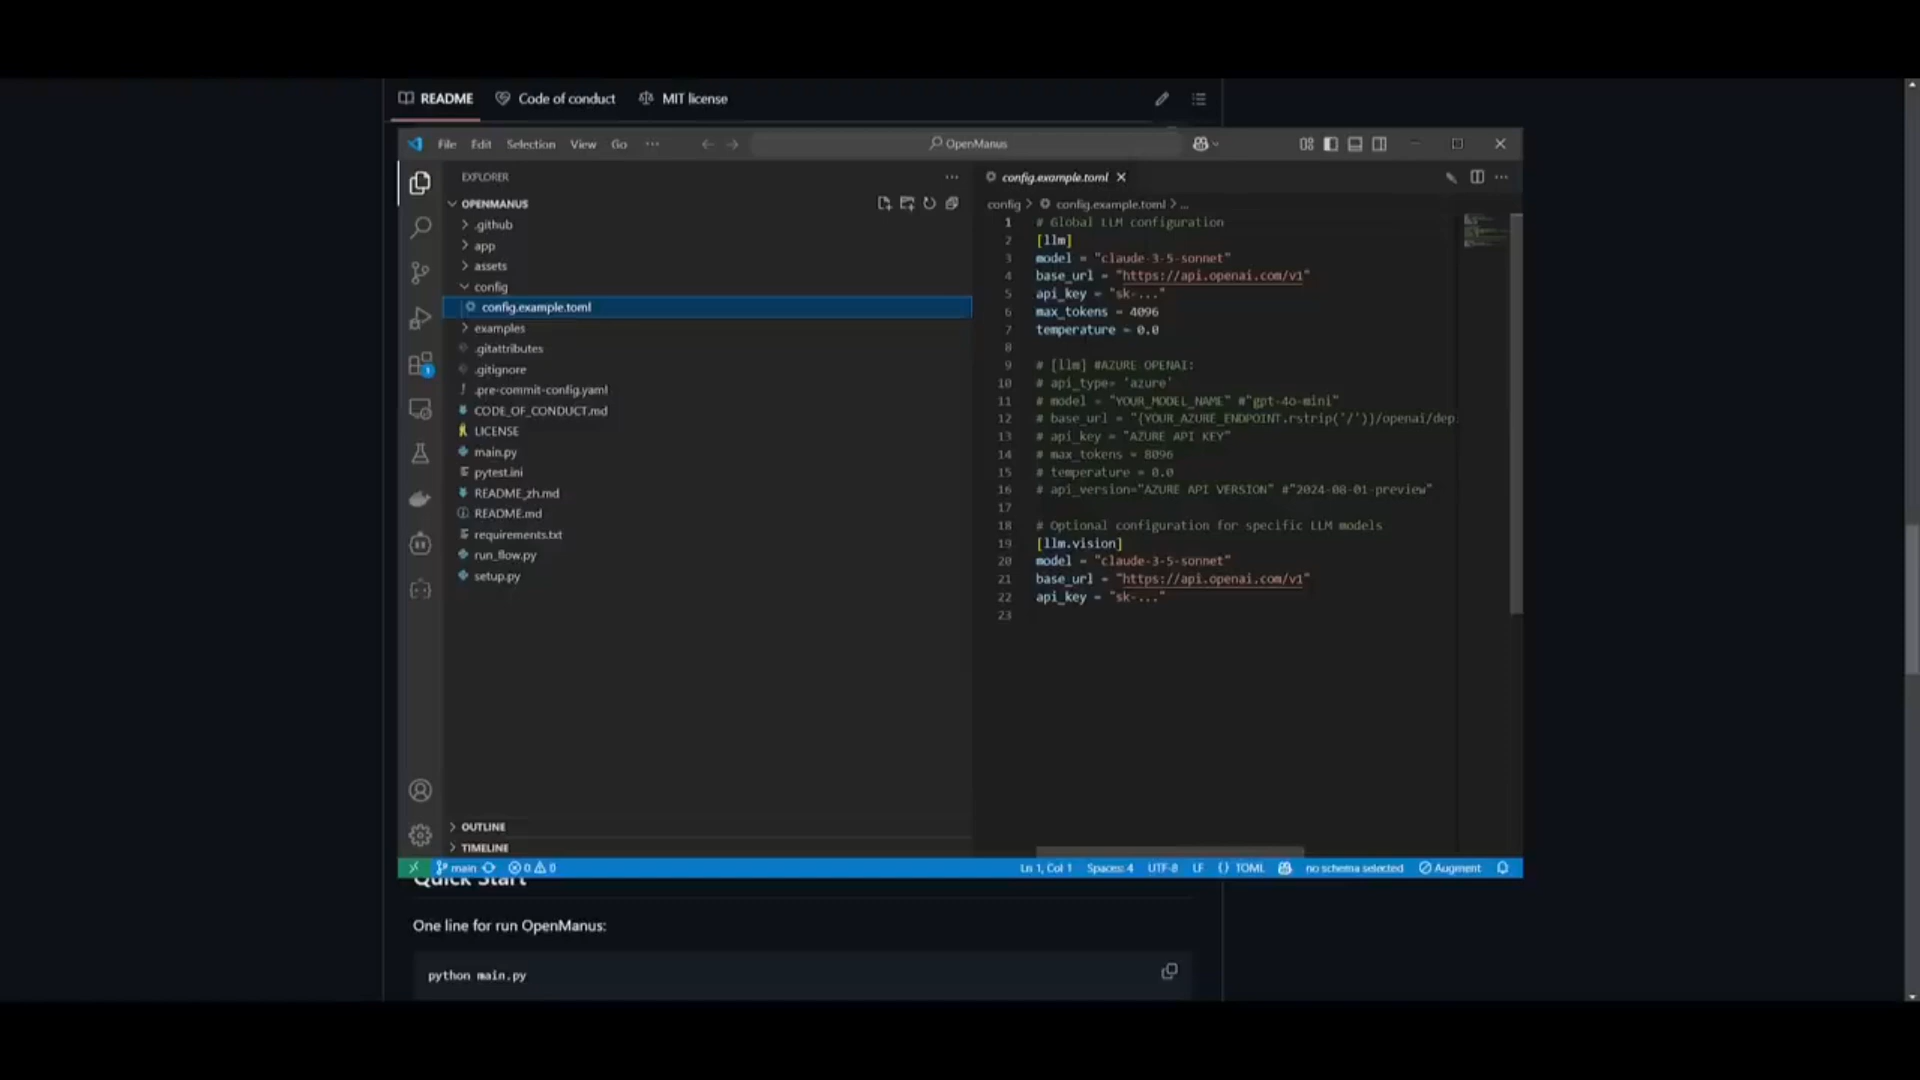 README Code of conduct MIT license
File Edit Selection View Go ··· OpenManus
EXPLORER ···
OPENMANUS
.github
app
assets
config
config.example.toml
examples
.gitattributes
.gitignore
.pre-commit-config.yaml
CODE_OF_CONDUCT.md
LICENSE
main.py
pytest.ini
README_zh.md
README.md
requirements.txt
run_flow.py
setup.py
OUTLINE
TIMELINE
config.example.toml
config > config.example.toml > ...
1 # Global LLM configuration
2 [llm]
3 model = "claude-3-5-sonnet"
4 base_url = "https://api.openai.com/v1"
5 api_key = "sk-..."
6 max_tokens = 4096
7 temperature = 0.0
8
9 # [llm] #AZURE OPENAI:
10 # api_type= 'azure'
11 # model = "YOUR_MODEL_NAME" #"gpt-4o-mini"
12 # base_url = "{YOUR_AZURE_ENDPOINT.rstrip('/')}/openai/dep
13 # api_key = "AZURE API KEY"
14 # max_tokens = 8096
15 # temperature = 0.0
16 # api_version="AZURE API VERSION" #"2024-08-01-preview"
17
18 # Optional configuration for specific LLM models
19 [llm.vision]
20 model = "claude-3-5-sonnet"
21 base_url = "https://api.openai.com/v1"
22 api_key = "sk-..."
23
main 0 0 Ln 1, Col 1 Spaces: 4 UTF-8 LF {} TOML no schema selected Augment
Quick Start
One line for run OpenManus:
python main.py